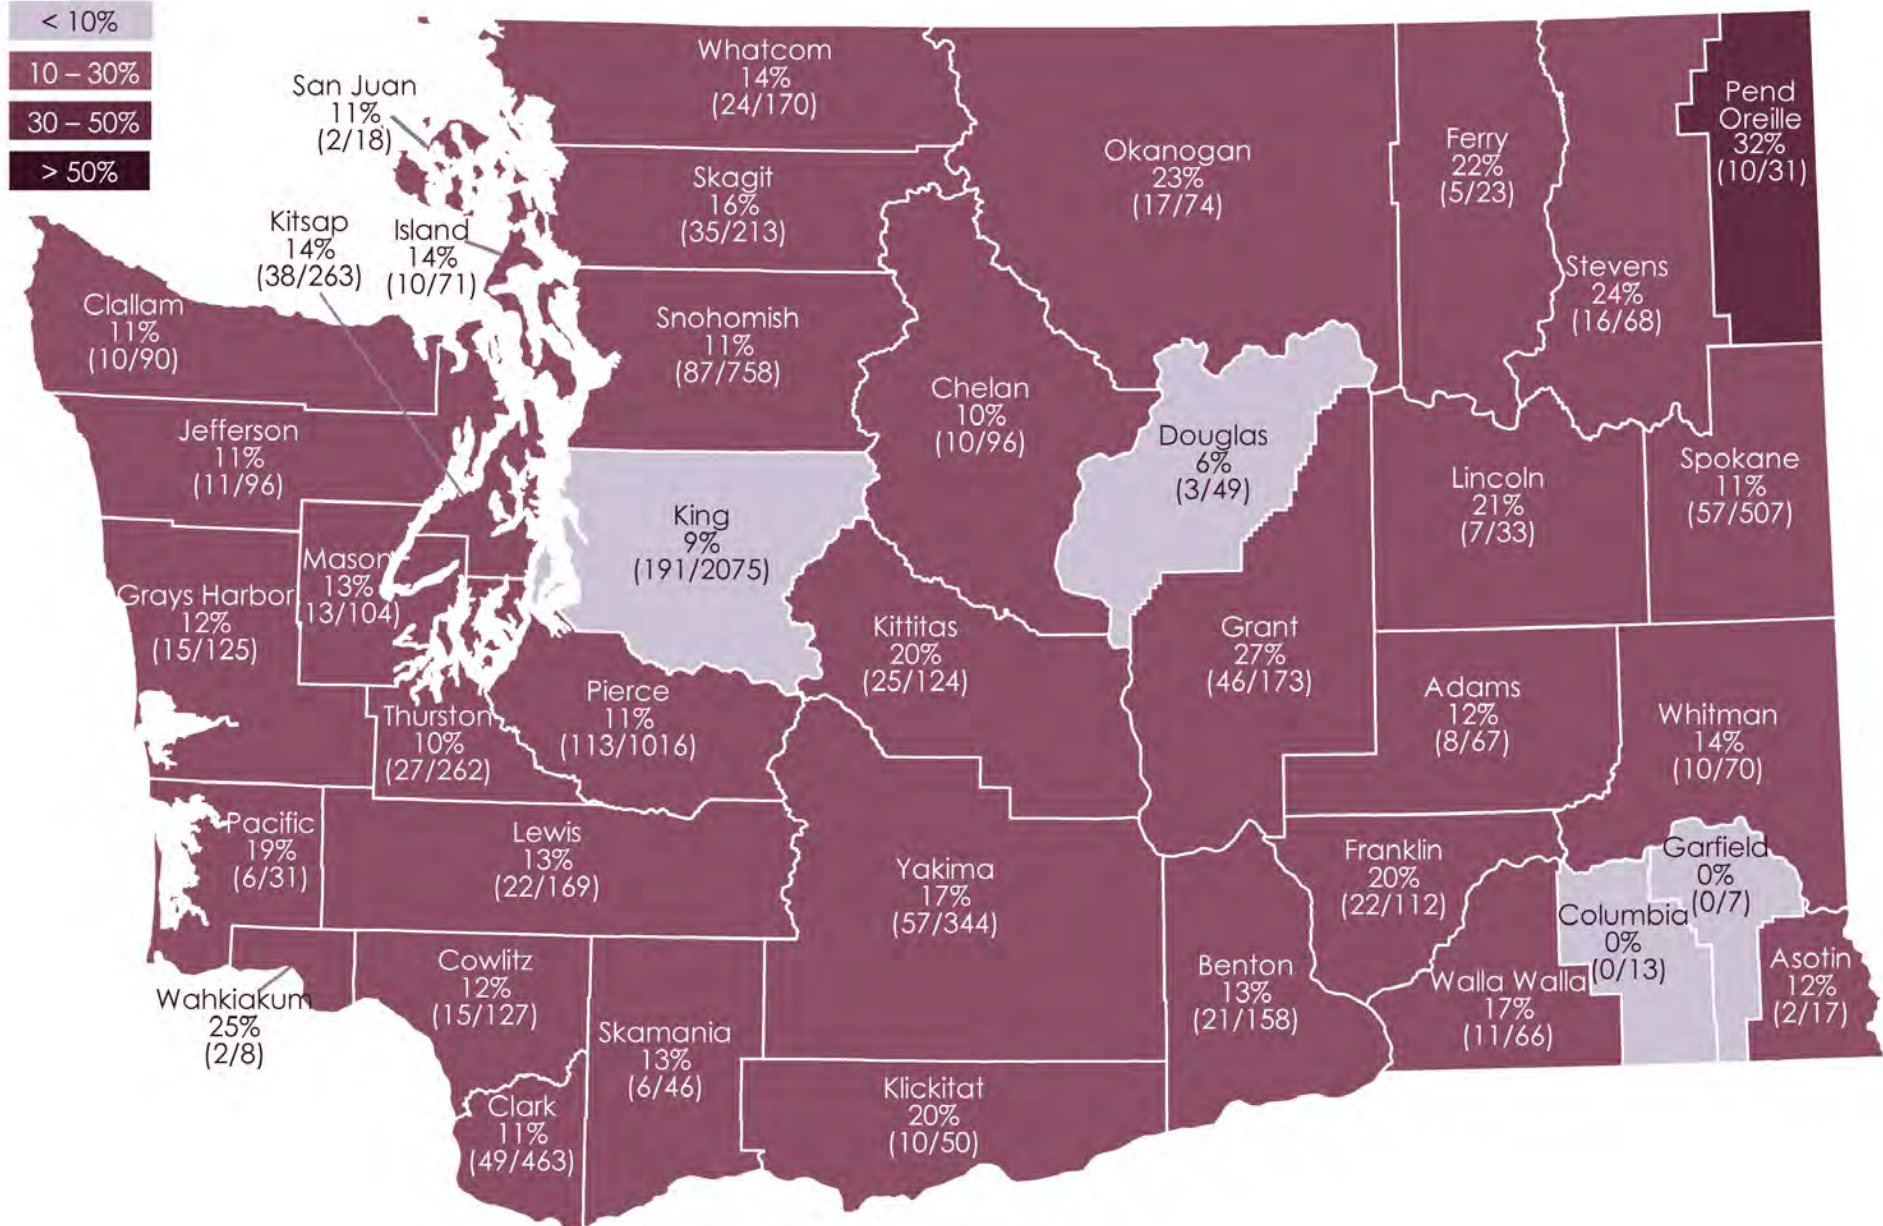 < 10%
10 – 30%
30 – 50%
> 50%
Whatcom
14%
(24/170)
San Juan
11%
(2/18)
Skagit
16%
(35/213)
Kitsap
14%
(38/263)
Island
14%
(10/71)
Okanogan
23%
(17/74)
Ferry
22%
(5/23)
Pend
Oreille
32%
(10/31)
Stevens
24%
(16/68)
Clallam
11%
(10/90)
Snohomish
11%
(87/758)
Chelan
10%
(10/96)
Douglas
6%
(3/49)
Jefferson
11%
(11/96)
Lincoln
21%
(7/33)
Spokane
11%
(57/507)
King
9%
(191/2075)
Mason
13%
(13/104)
Grays Harbor
12%
(15/125)
Kittitas
20%
(25/124)
Grant
27%
(46/173)
Pierce
11%
(113/1016)
Thurston
10%
(27/262)
Adams
12%
(8/67)
Whitman
14%
(10/70)
Pacific
19%
(6/31)
Lewis
13%
(22/169)
Yakima
17%
(57/344)
Franklin
20%
(22/112)
Garfield
0%
(0/7)
Columbia
0%
(0/13)
Wahkiakum
25%
(2/8)
Cowlitz
12%
(15/127)
Skamania
13%
(6/46)
Benton
13%
(21/158)
Walla Walla
17%
(11/66)
Asotin
12%
(2/17)
Clark
11%
(49/463)
Klickitat
20%
(10/50)